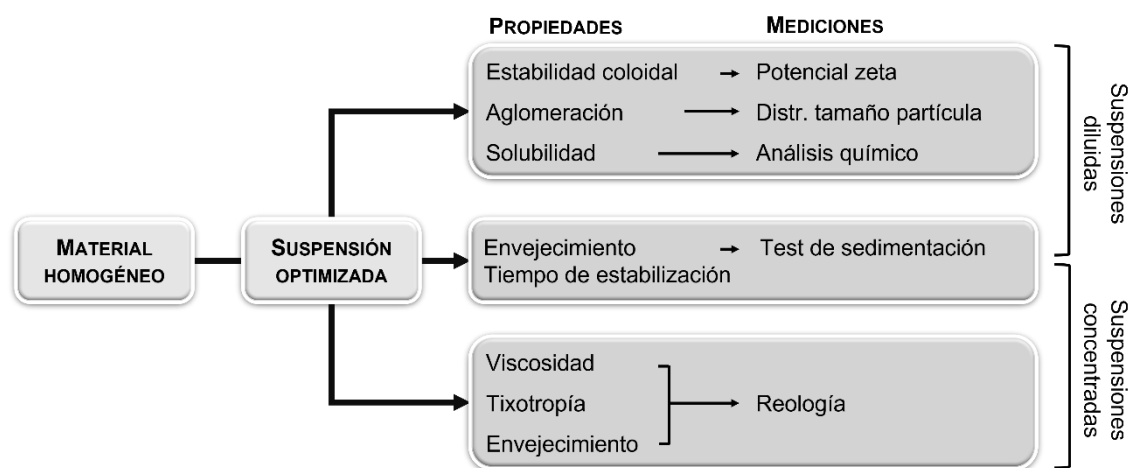 PROPIEDADES
MEDICIONES
Estabilidad coloidal
Potencial zeta
Aglomeración
Distr. tamaño partícula
Solubilidad
Análisis químico
Suspensiones
diluidas
MATERIAL
HOMOGÉNEO
SUSPENSIÓN
OPTIMIZADA
Envejecimiento
Test de sedimentación
Tiempo de estabilización
Viscosidad
Tixotropía
Reología
Envejecimiento
Suspensiones
concentradas